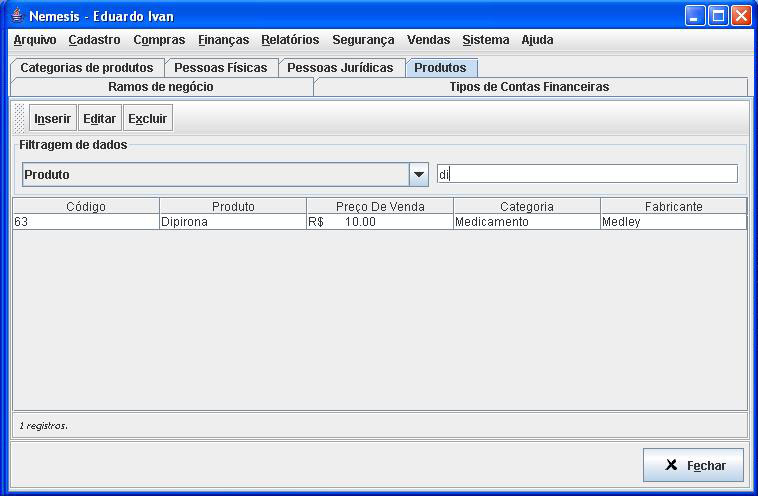 Nemesis - Eduardo Ivan
Arquivo Cadastro Compras Finanças Relatórios Segurança Vendas Sistema Ajuda
Categorias de produtos Pessoas Físicas Pessoas Jurídicas Produtos
Ramos de negócio Tipos de Contas Financeiras
Inserir Editar Excluir
Filtragem de dados
Produto di
Código Produto Preço De Venda Categoria Fabricante
63 Dipirona R$ 10.00 Medicamento Medley
1 registros.
X Fechar